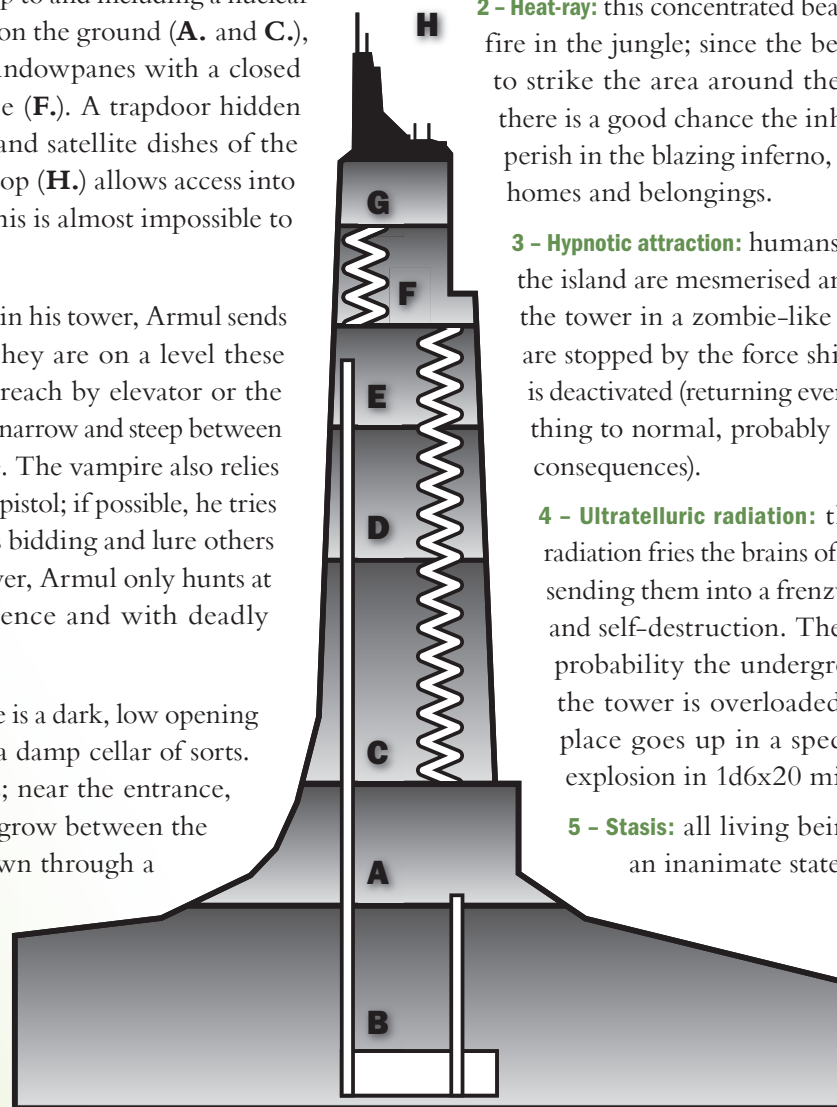 p to and including a nuclear
on the ground (A. and C.),
indowpanes with a closed
e (F.). A trapdoor hidden
and satellite dishes of the
op (H.) allows access into
his is almost impossible to
in his tower, Armul sends
hey are on a level these
reach by elevator or the
narrow and steep between
. The vampire also relies
pistol; if possible, he tries
s bidding and lure others
ver, Armul only hunts at
ence and with deadly
e is a dark, low opening
a damp cellar of sorts.
; near the entrance,
grow between the
wn through a
H
G
F
E
D
C
A
B
2 – Heat-ray: this concentrated bea
fire in the jungle; since the be
to strike the area around the
there is a good chance the inh
perish in the blazing inferno,
homes and belongings.
3 – Hypnotic attraction: humans
the island are mesmerised an
the tower in a zombie-like
are stopped by the force shi
is deactivated (returning ever
thing to normal, probably
consequences).
4 – Ultratelluric radiation: t
radiation fries the brains of
sending them into a frenz
and self-destruction. The
probability the undergr
the tower is overloaded
place goes up in a spec
explosion in 1d6x20 mi
5 – Stasis: all living bein
an inanimate state